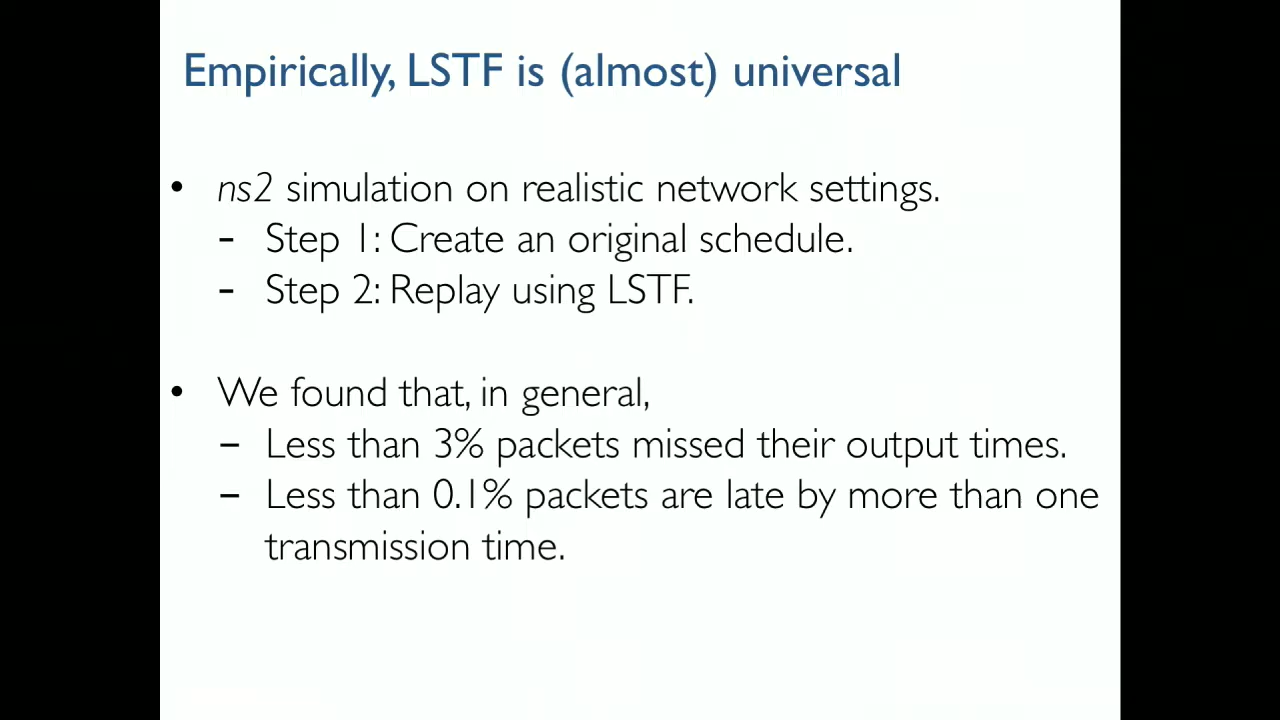 Empirically, LSTF is (almost) universal
• ns2 simulation on realistic network settings.
- Step 1: Create an original schedule.
- Step 2: Replay using LSTF.
• We found that, in general,
– Less than 3% packets missed their output times.
– Less than 0.1% packets are late by more than one
transmission time.